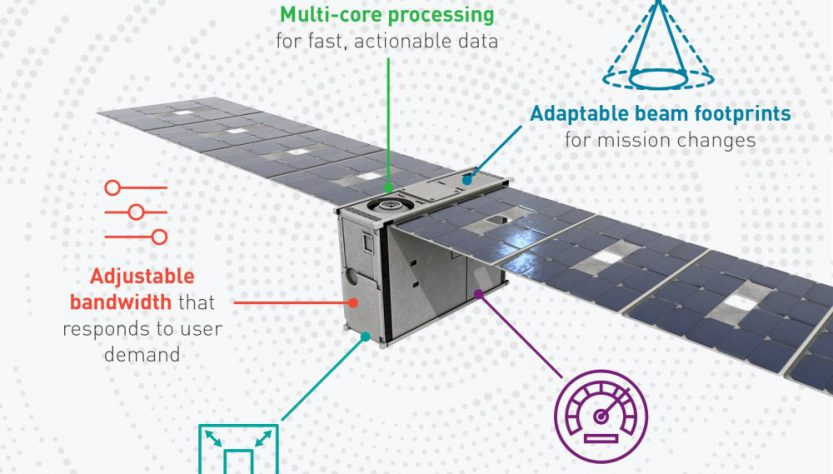 Multi-core processing
for fast, actionable data
Adaptable beam footprints
for mission changes
Adjustable
bandwidth that
responds to user
demand